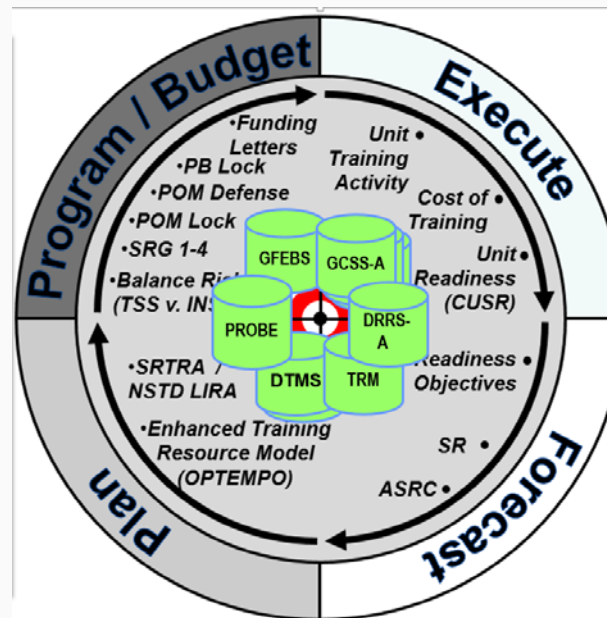 Program / Budget
Execute
Plan
Forecast
•Funding
Letters
•PB Lock
•POM Defense
•POM Lock
•SRG 1-4
•Balance Ris
(TSS v. INS
•SRTRA /
NSTD LIRA
•Enhanced Training
Resource Model
(OPTEMPO)
Unit •
Training
Activity
Cost of •
Training
Unit •
Readiness
(CUSR)
Readiness •
Objectives
SR •
ASRC •
GFEBS
GCSS-A
PROBE
DRRS-
A
DTMS
TRM